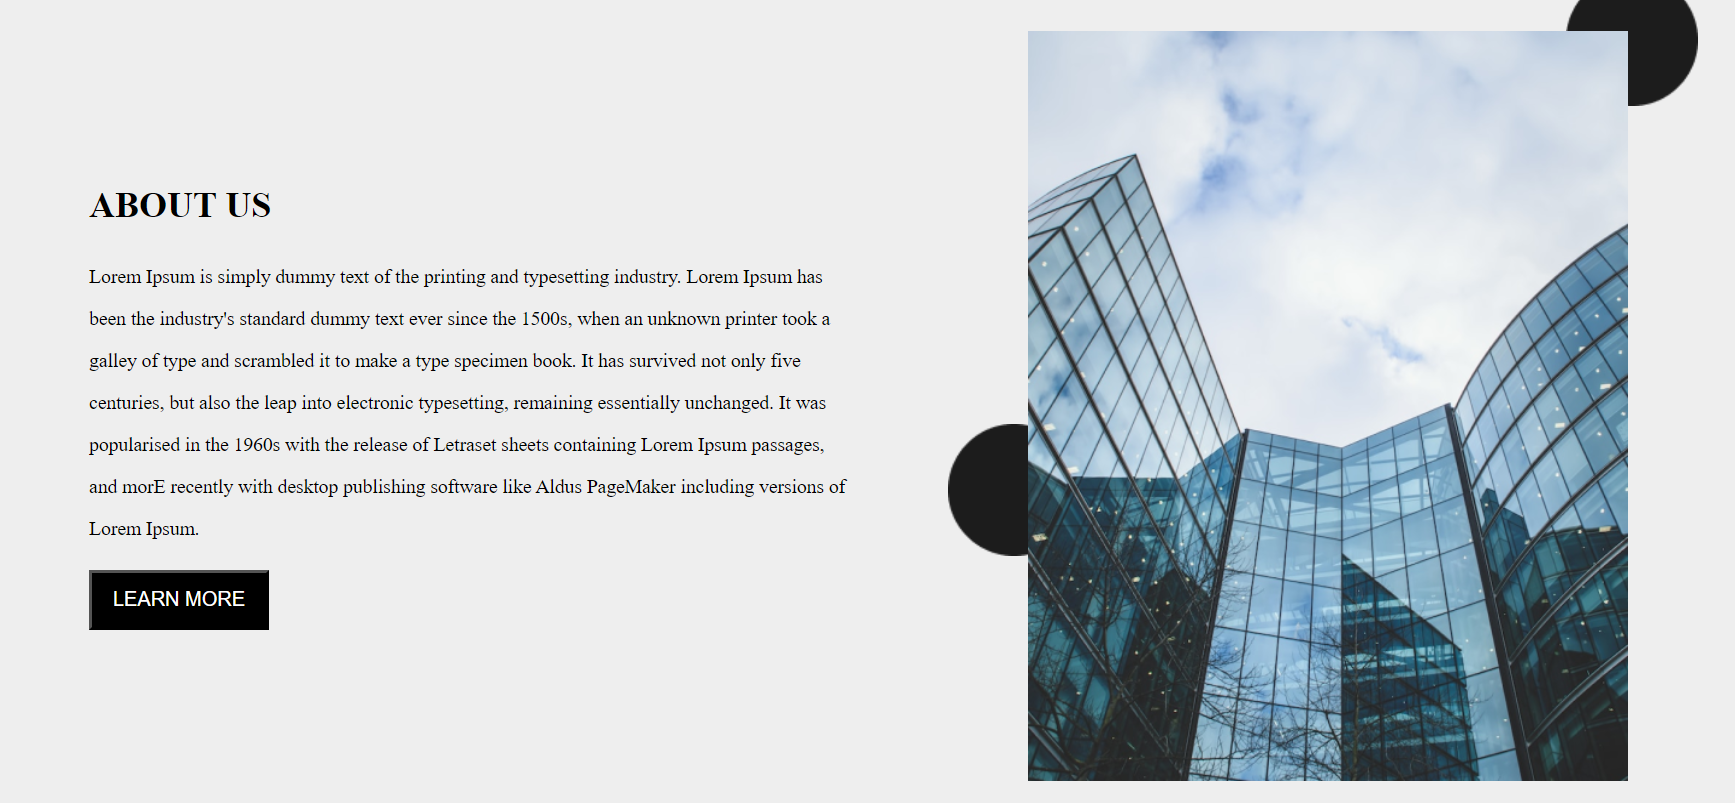 ABOUT US
Lorem Ipsum is simply dummy text of the printing and typesetting industry. Lorem Ipsum has
been the industry's standard dummy text ever since the 1500s, when an unknown printer took a
galley of type and scrambled it to make a type specimen book. It has survived not only five
centuries, but also the leap into electronic typesetting, remaining essentially unchanged. It was
popularised in the 1960s with the release of Letraset sheets containing Lorem Ipsum passages,
and morE recently with desktop publishing software like Aldus PageMaker including versions of
Lorem Ipsum.
LEARN MORE